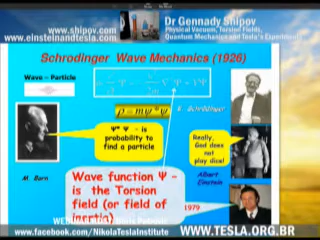 www.shipov.com
www.einsteinandtesla.com
Dr Gennady Shipov
Physical Vacuum, Torsion Fields,
Quantum Mechanics and Tesla's Experiments
Schrodinger Wave Mechanics (1926)
Wave – Particle
E. Schrodinger
Ψ* Ψ - is
probability to
find a particle
Really,
God does
not
play dice!
M. Born
Albert
Einstein
Wave function Ψ -
is the Torsion
field (or field of
inertia)
1979
www.facebook.com/NikolaTeslaInstitute
WWW.TESLA.ORG.BR